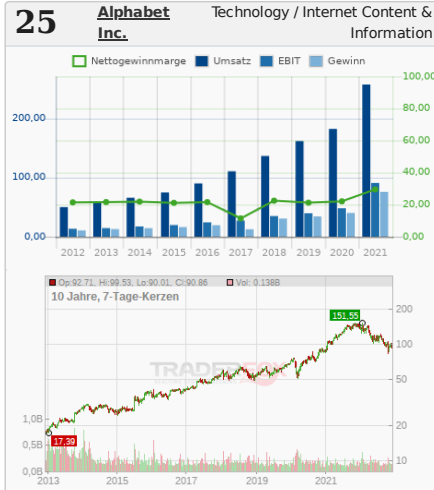 25 Alphabet Inc. Technology / Internet Content & Information
Nettogewinnmarge Umsatz EBIT Gewinn
100,00
200,00 80,00
60,00
100,00 40,00
20,00
0,00 0,00
2012 2013 2014 2015 2016 2017 2018 2019 2020 2021
Op:92.71, Hi:99.53, Lo:90.01, Cl:90.86 Vol: 0.138B
10 Jahre, 7-Tage-Kerzen
151,55
200
100
TRADERFOX
50
1,0B 20
17,39
0,5B
10
0,0B
2013 2015 2017 2019 2021